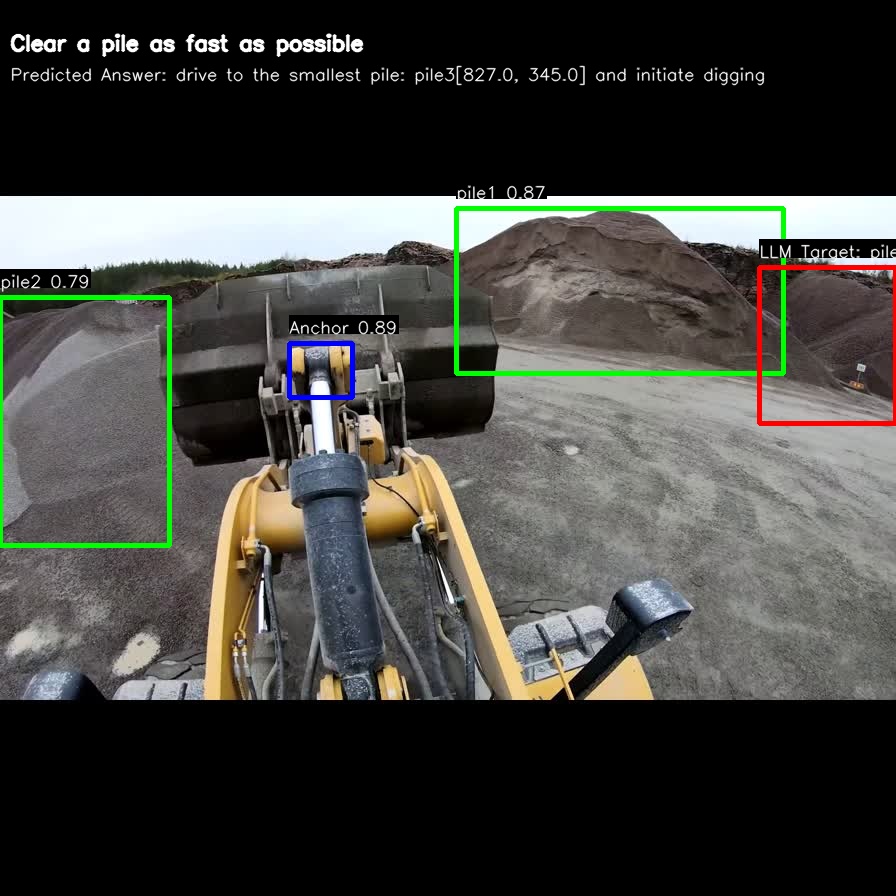 Clear a pile as fast as possible
Predicted Answer: drive to the smallest pile: pile3[827.0, 345.0] and initiate digging
pile1 0.87
LLM Target: pile
pile2 0.79
Anchor 0.89